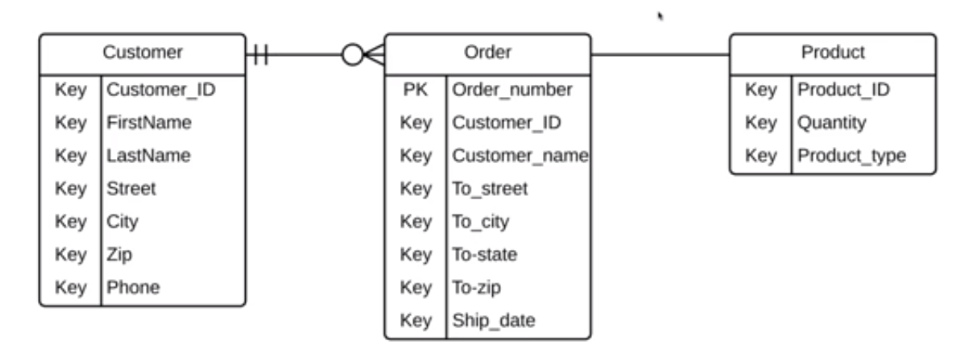 Customer
Key Customer_ID
Key FirstName
Key LastName
Key Street
Key City
Key Zip
Key Phone
Order
PK Order_number
Key Customer_ID
Key Customer_name
Key To_street
Key To_city
Key To-state
Key To-zip
Key Ship_date
Product
Key Product_ID
Key Quantity
Key Product_type